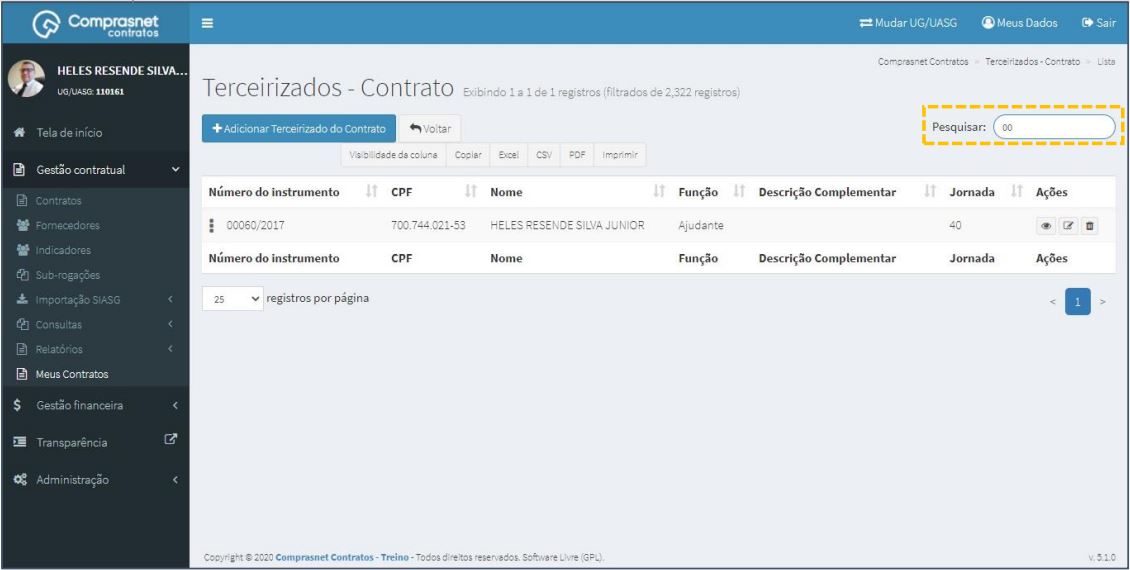 Comprasnet
contratos
Mudar UG/UASG Meus Dados Sair
HELES RESENDE SILVA...
UG/UASG: 110161
Comprasnet Contratos > Terceirizados - Contrato > Lista
Terceirizados - Contrato Exibindo 1 a 1 de 1 registros (filtrados de 2,322 registros)
+ Adicionar Terceirizado do Contrato Voltar
Pesquisar: 00
Visibilidade da coluna Copiar Excel CSV PDF Imprimir
Tela de início
Gestão contratual
Contratos
Fornecedores
Indicadores
Sub-rogações
Importação SIASG
Consultas
Relatórios
Meus Contratos
Gestão financeira
Transparência
Administração
Número do instrumento CPF Nome Função Descrição Complementar Jornada Ações
00060/2017 700.744.021-53 HELES RESENDE SILVA JUNIOR Ajudante 40
Número do instrumento CPF Nome Função Descrição Complementar Jornada Ações
25 registros por página
< 1 >
Copyright © 2020 Comprasnet Contratos - Treino - Todos direitos reservados. Software Livre (GPL).
v. 5.1.0